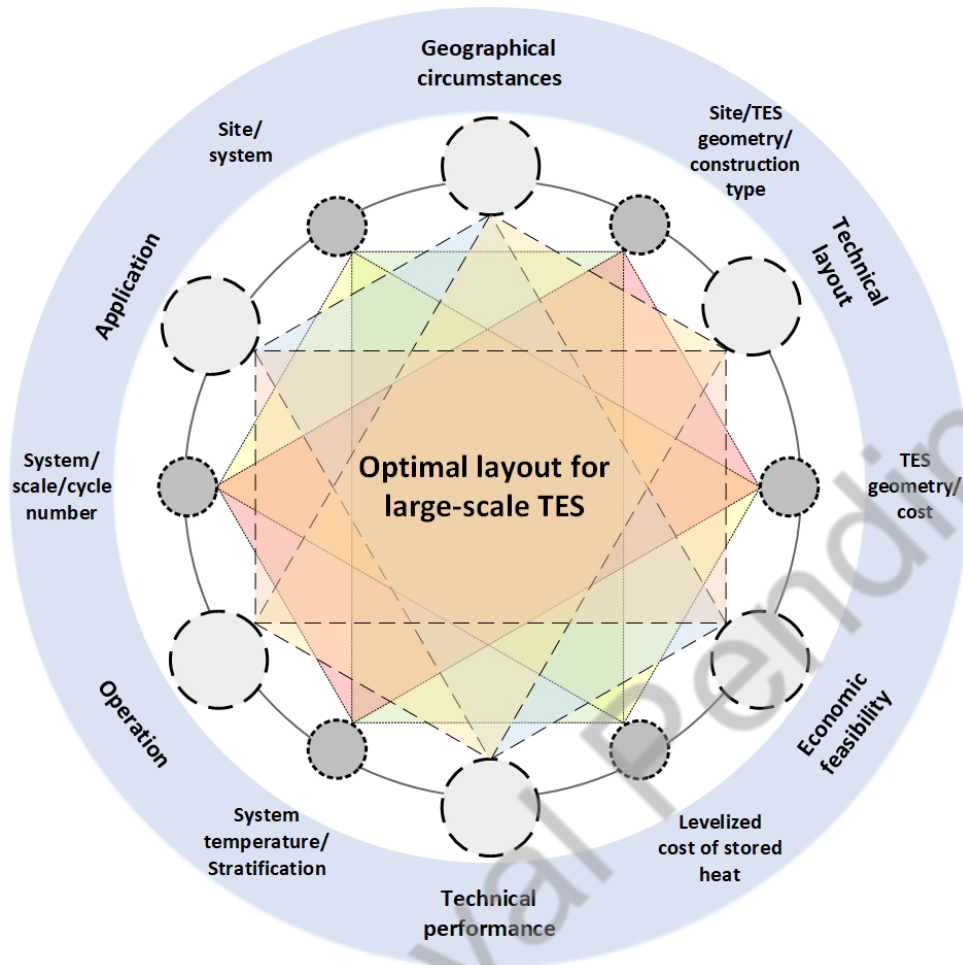 Geographical
circumstances
Site/
system
Site/TES
geometry/
construction
type
Application
Technical
layout
Optimal layout for
large-scale TES
System/
scale/cycle
number
TES
geometry/
cost
Operation
Economic
feasibility
System
temperature/
Stratification
Levelized
cost of stored
heat
Technical
performance